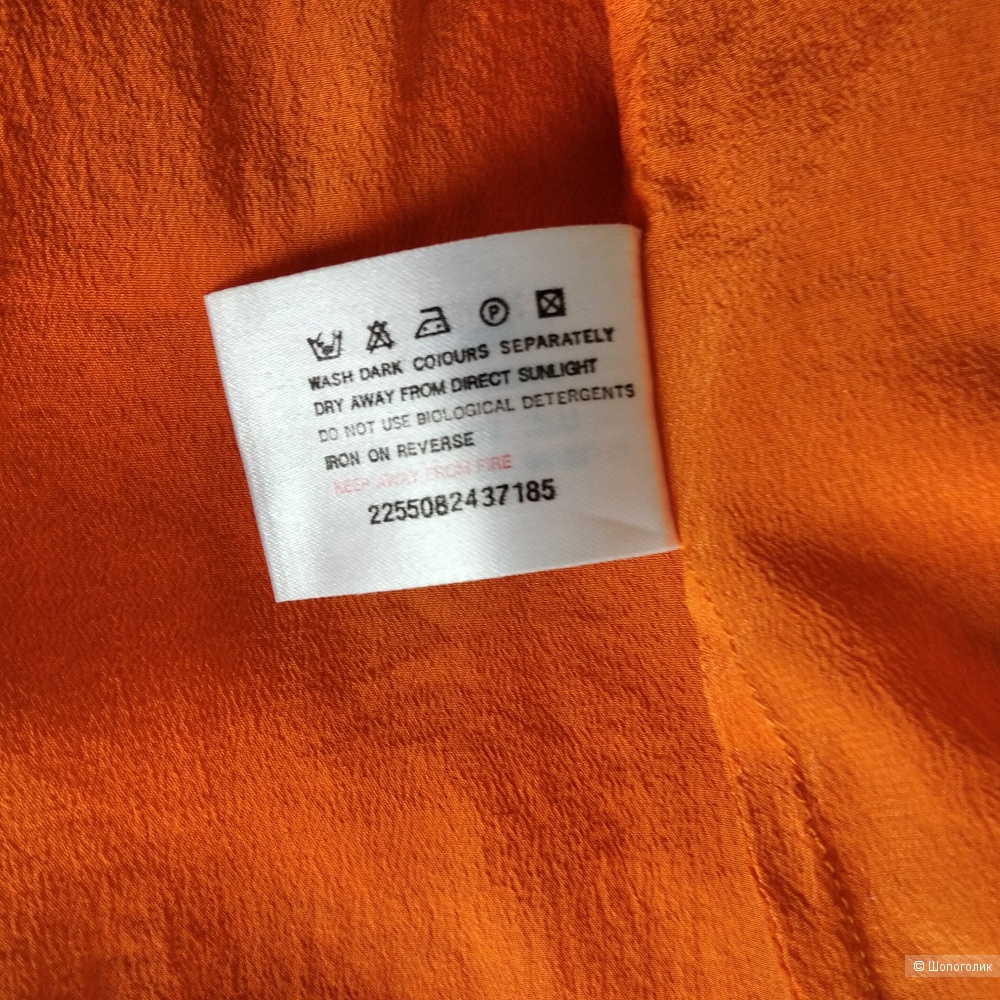 P
WASH DARK COIOURS SEPARATELY
DRY AWAY FROM DIRECT SUNLIGHT
DO NOT USE BIOLOGICAL DETERGENTS
IRON ON REVERSE
KEEP AWAY FROM FIRE
2255082437185
© Шопоголик